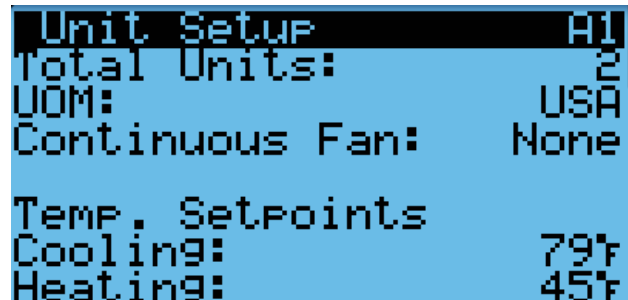 Unit Setup A1
Total Units: 2
UOM: USA
Continuous Fan: None
Temp. Setpoints
Cooling: 79°F
Heating: 45°F